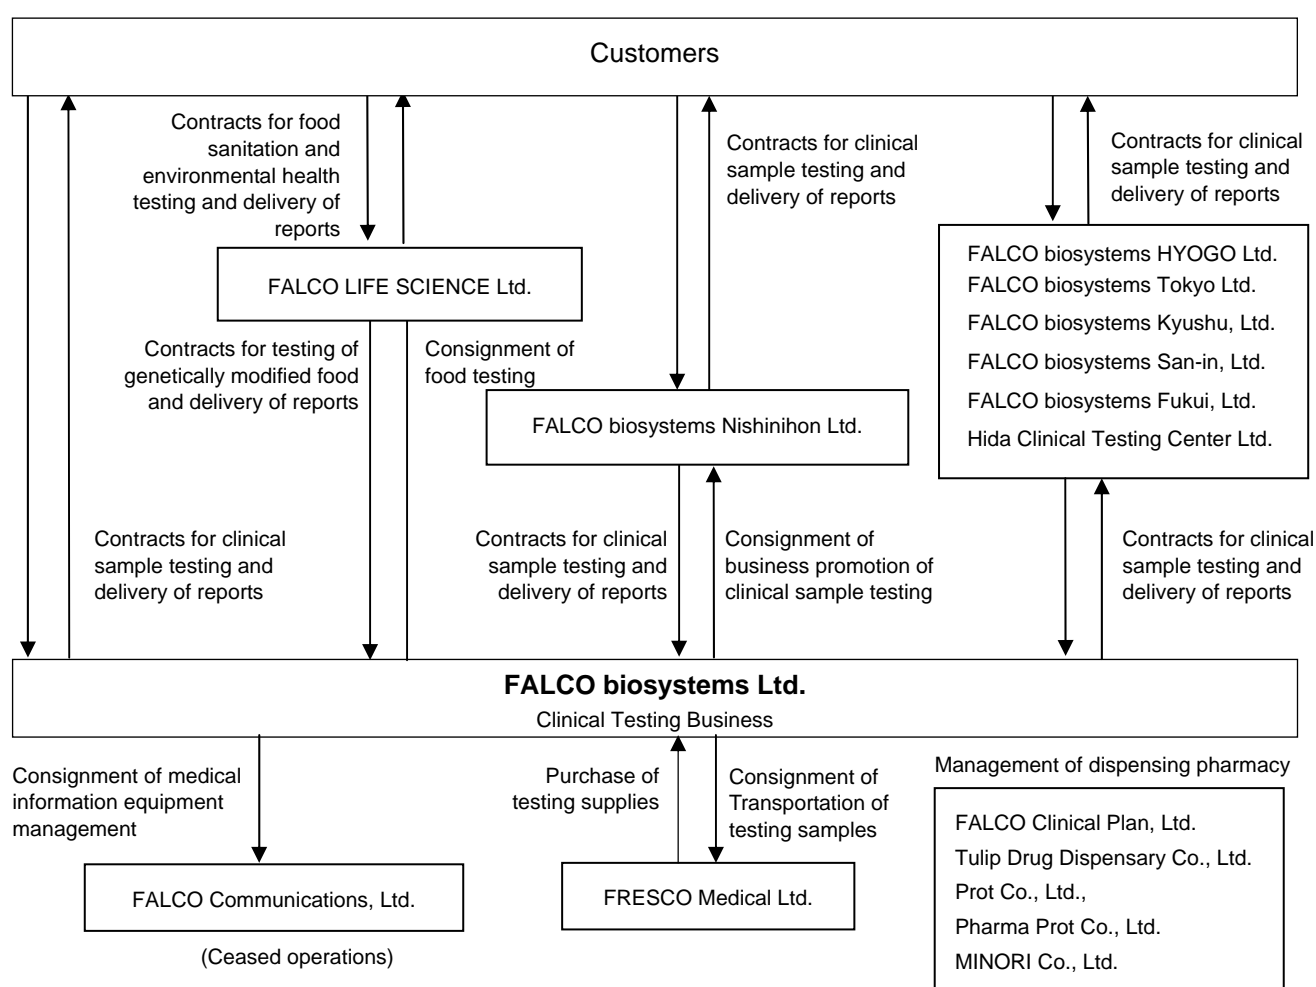 Customers
Contracts for food
sanitation and
environmental health
testing and delivery of
reports
Contracts for clinical
sample testing and
delivery of reports
Contracts for clinical
sample testing and
delivery of reports
FALCO LIFE SCIENCE Ltd.
FALCO biosystems HYOGO Ltd.
FALCO biosystems Tokyo Ltd.
FALCO biosystems Kyushu, Ltd.
FALCO biosystems San-in, Ltd.
FALCO biosystems Fukui, Ltd.
Hida Clinical Testing Center Ltd.
Contracts for testing of
genetically modified food
and delivery of reports
Consignment of
food testing
FALCO biosystems Nishinihon Ltd.
Contracts for clinical
sample testing and
delivery of reports
Contracts for clinical
sample testing and
delivery of reports
Consignment of
business promotion of
clinical sample testing
Contracts for clinical
sample testing and
delivery of reports
FALCO biosystems Ltd.
Clinical Testing Business
Consignment of medical
information equipment
management
Purchase of
testing supplies
Consignment of
Transportation of
testing samples
Management of dispensing pharmacy
FALCO Clinical Plan, Ltd.
Tulip Drug Dispensary Co., Ltd.
Prot Co., Ltd.,
Pharma Prot Co., Ltd.
MINORI Co., Ltd.
FALCO Communications, Ltd.
(Ceased operations)
FRESCO Medical Ltd.